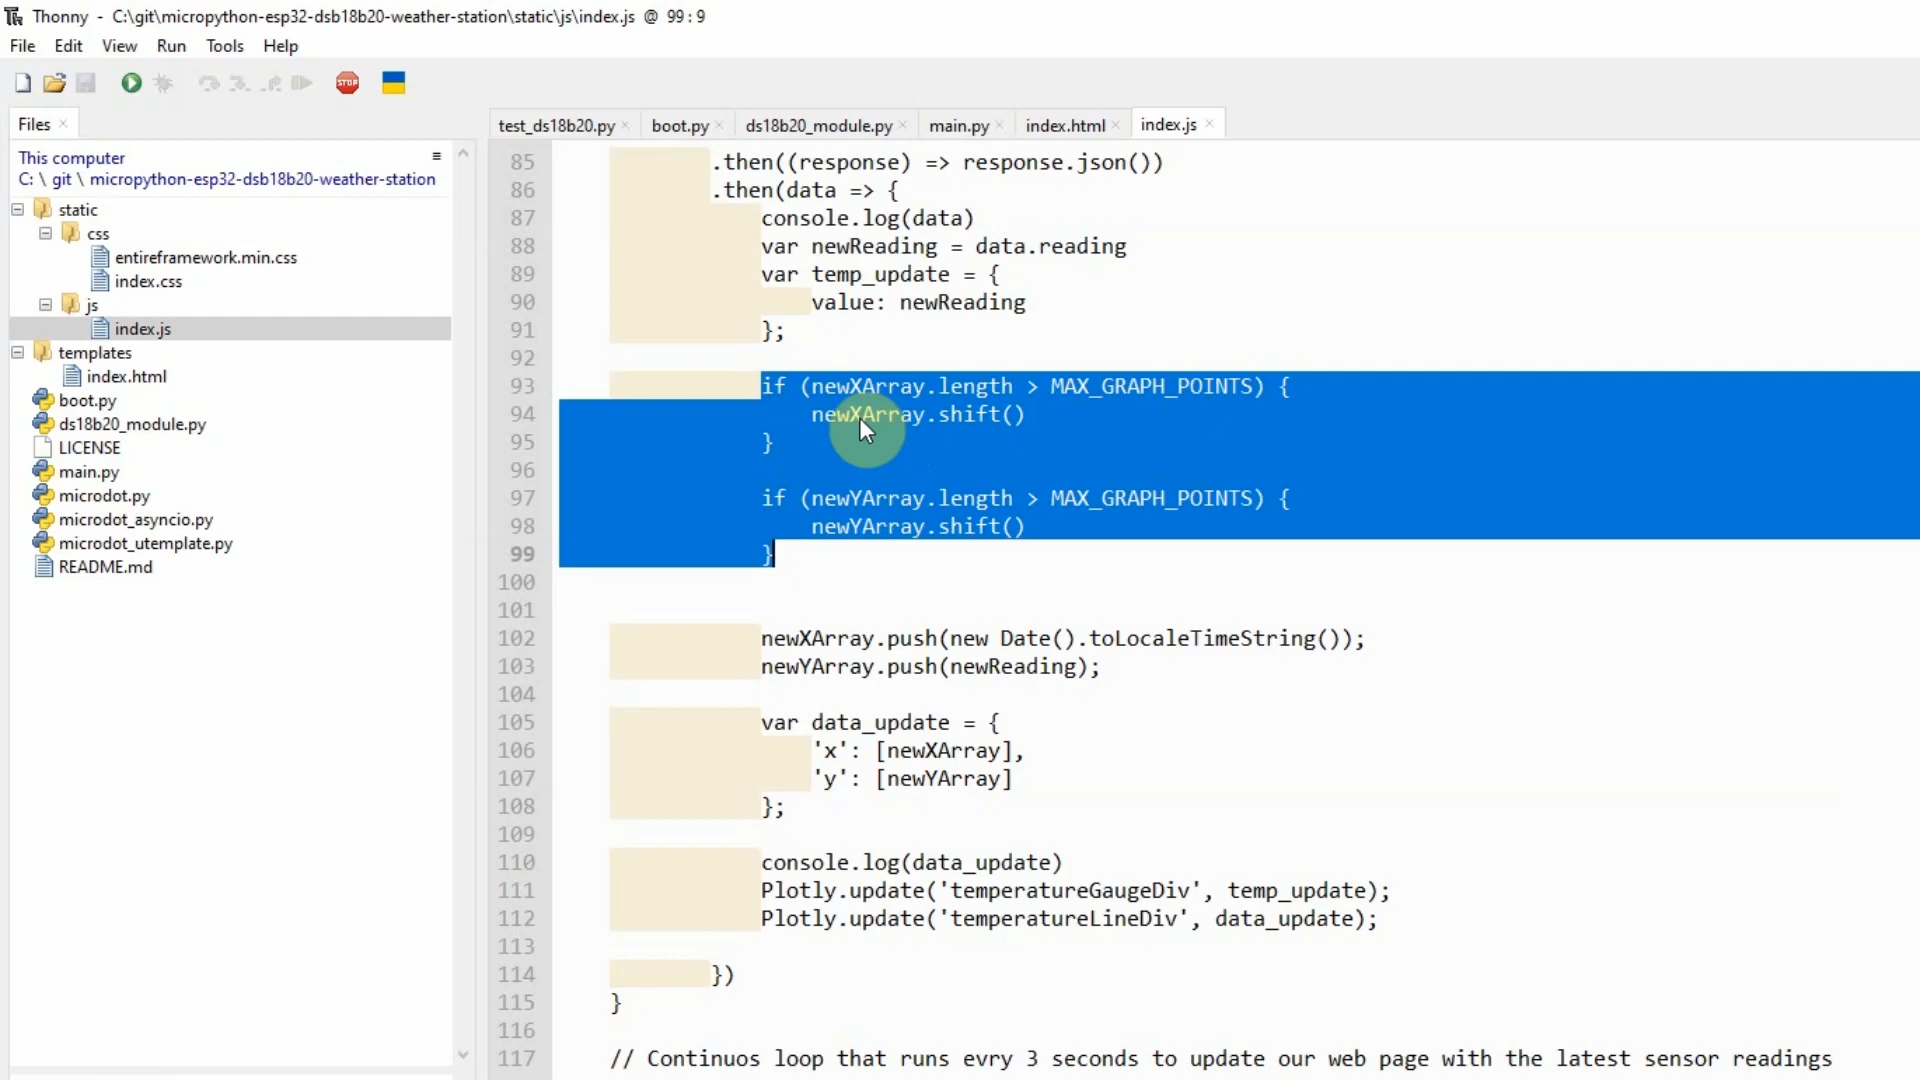 Thonny - C:\git\micropython-esp32-dsb18b20-weather-station\static\js\index.js @ 99:9
File Edit View Run Tools Help
STOP
Files
test_ds18b20.py boot.py ds18b20_module.py main.py index.html index.js
This computer
C: \ git \ micropython-esp32-dsb18b20-weather-station
static
css
entireframework.min.css
index.css
js
index.js
templates
index.html
boot.py
ds18b20_module.py
LICENSE
main.py
microdot.py
microdot_asyncio.py
microdot_utemplate.py
README.md
85 .then((response) => response.json())
86 .then(data => {
87 console.log(data)
88 var newReading = data.reading
89 var temp_update = {
90 value: newReading
91 };
92
93 if (newXArray.length > MAX_GRAPH_POINTS) {
94 newXArray.shift()
95 }
96
97 if (newYArray.length > MAX_GRAPH_POINTS) {
98 newYArray.shift()
99 }
100
101
102 newXArray.push(new Date().toLocaleTimeString());
103 newYArray.push(newReading);
104
105 var data_update = {
106 'x': [newXArray],
107 'y': [newYArray]
108 };
109
110 console.log(data_update)
111 Plotly.update('temperatureGaugeDiv', temp_update);
112 Plotly.update('temperatureLineDiv', data_update);
113
114 })
115 }
116
117 // Continuos loop that runs evry 3 seconds to update our web page with the latest sensor readings